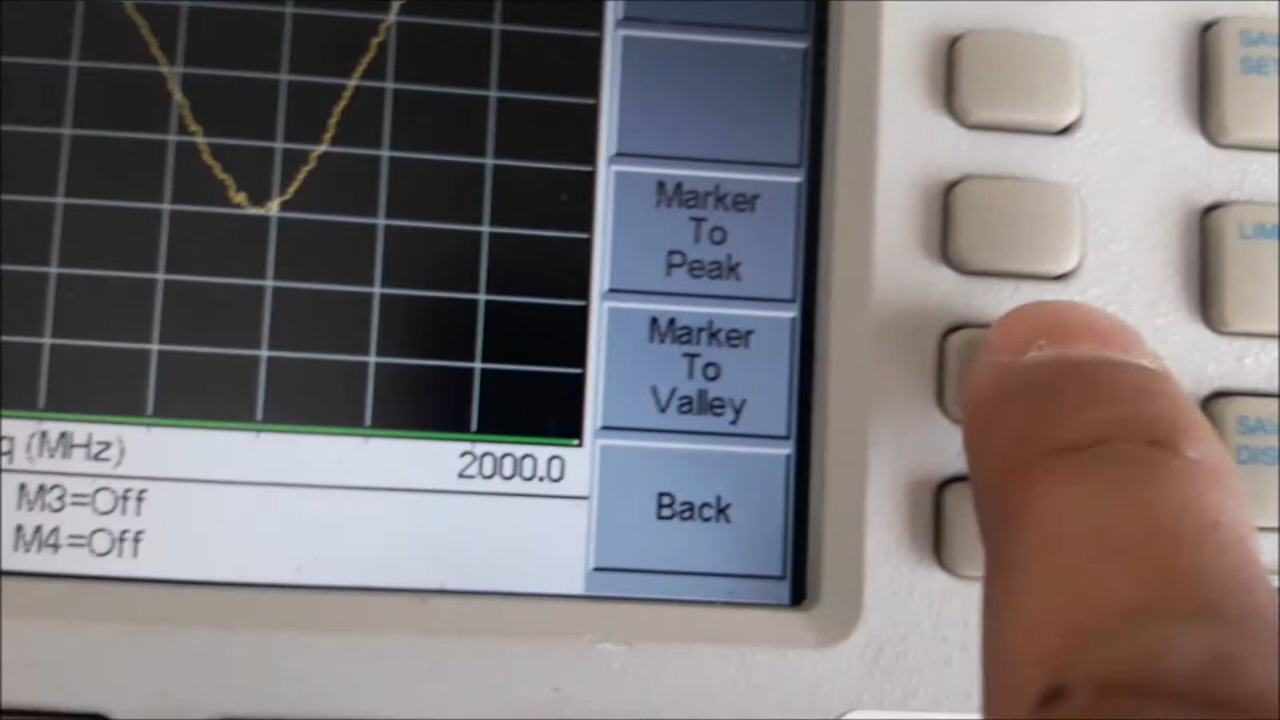 Marker
To
Peak
Marker
To
Valley
Back
(MHz)
2000.0
M3=Off
M4=Off